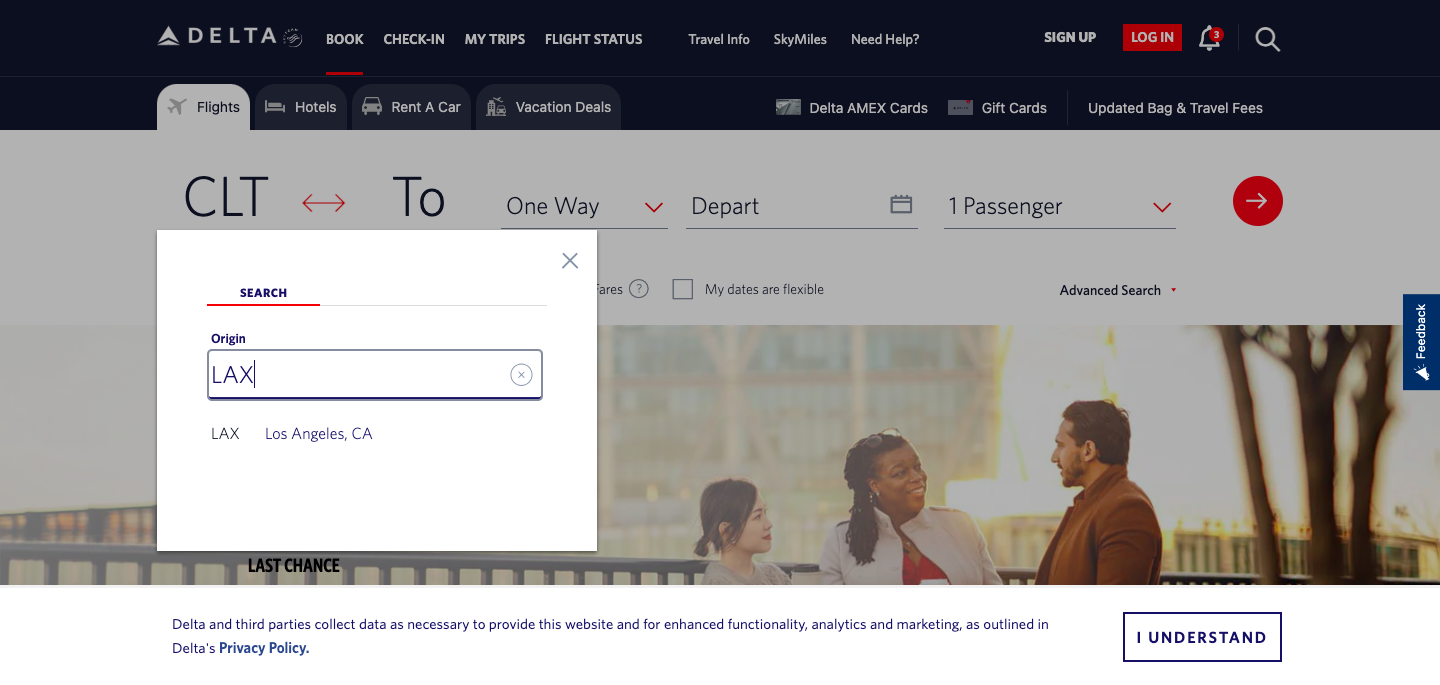 DELTA
BOOK
CHECK-IN
MY TRIPS
FLIGHT STATUS
Travel Info
SkyMiles
Need Help?
SIGN UP
LOG IN
3
Flights
Hotels
Rent A Car
Vacation Deals
Delta AMEX Cards
Gift Cards
Updated Bag & Travel Fees
CLT
To
One Way
Depart
1 Passenger
SEARCH
Fares
?
My dates are flexible
Advanced Search
Origin
LAX
LAX Los Angeles, CA
Feedback
LAST CHANCE
Delta and third parties collect data as necessary to provide this website and for enhanced functionality, analytics and marketing, as outlined in
Delta's Privacy Policy.
I UNDERSTAND